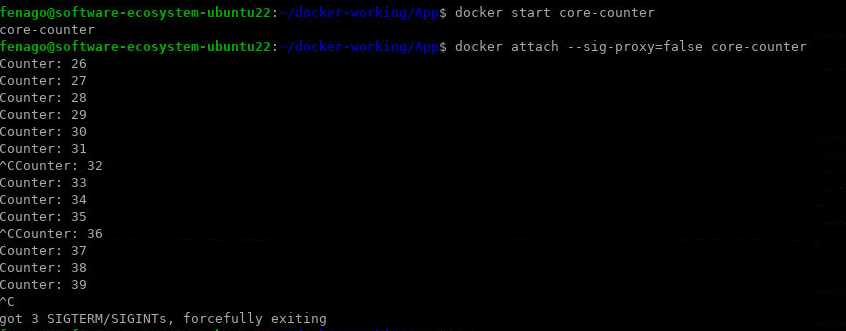 fenago@software-ecosystem-ubuntu22:~/docker-working/App$ docker start core-counter
core-counter
fenago@software-ecosystem-ubuntu22:~/docker-working/App$ docker attach --sig-proxy=false core-counter
Counter: 26
Counter: 27
Counter: 28
Counter: 29
Counter: 30
Counter: 31
^CCounter: 32
Counter: 33
Counter: 34
Counter: 35
^CCounter: 36
Counter: 37
Counter: 38
Counter: 39
^C
got 3 SIGTERM/SIGINTs, forcefully exiting